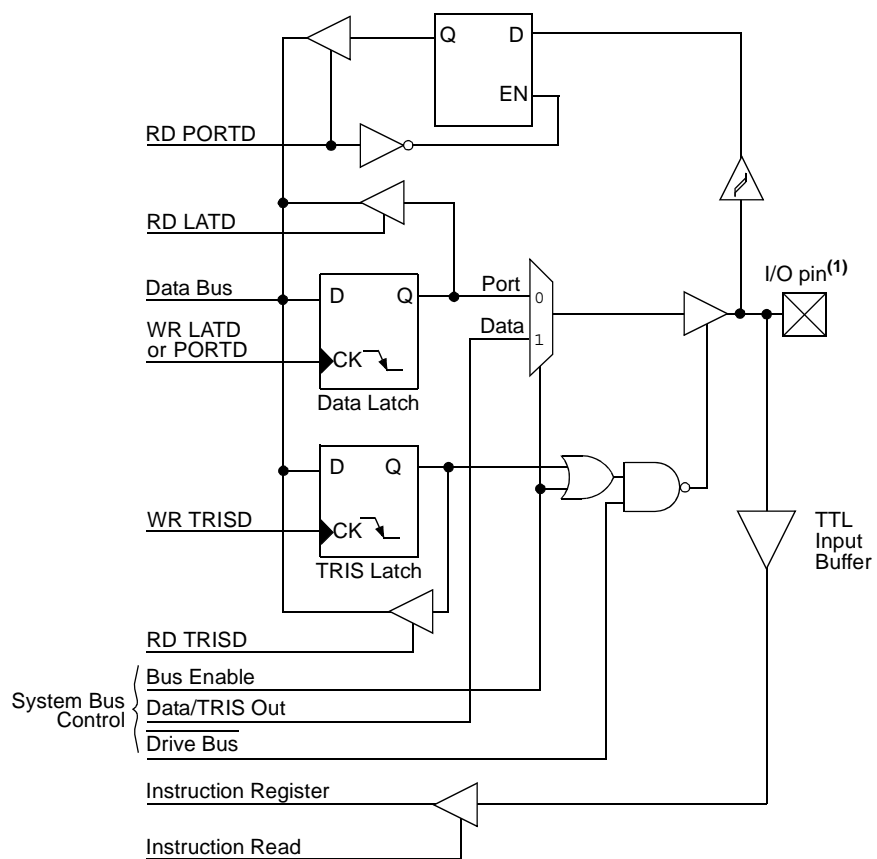 Q
D
EN
RD PORTD
RD LATD
I/O pin(1)
Data Bus
D
Q
Port
0
Data
1
WR LATD
or PORTD
CK
Data Latch
D
Q
WR TRISD
CK
TRIS Latch
TTL
Input
Buffer
RD TRISD
System Bus
Control
Bus Enable
Data/TRIS Out
Drive Bus
Instruction Register
Instruction Read